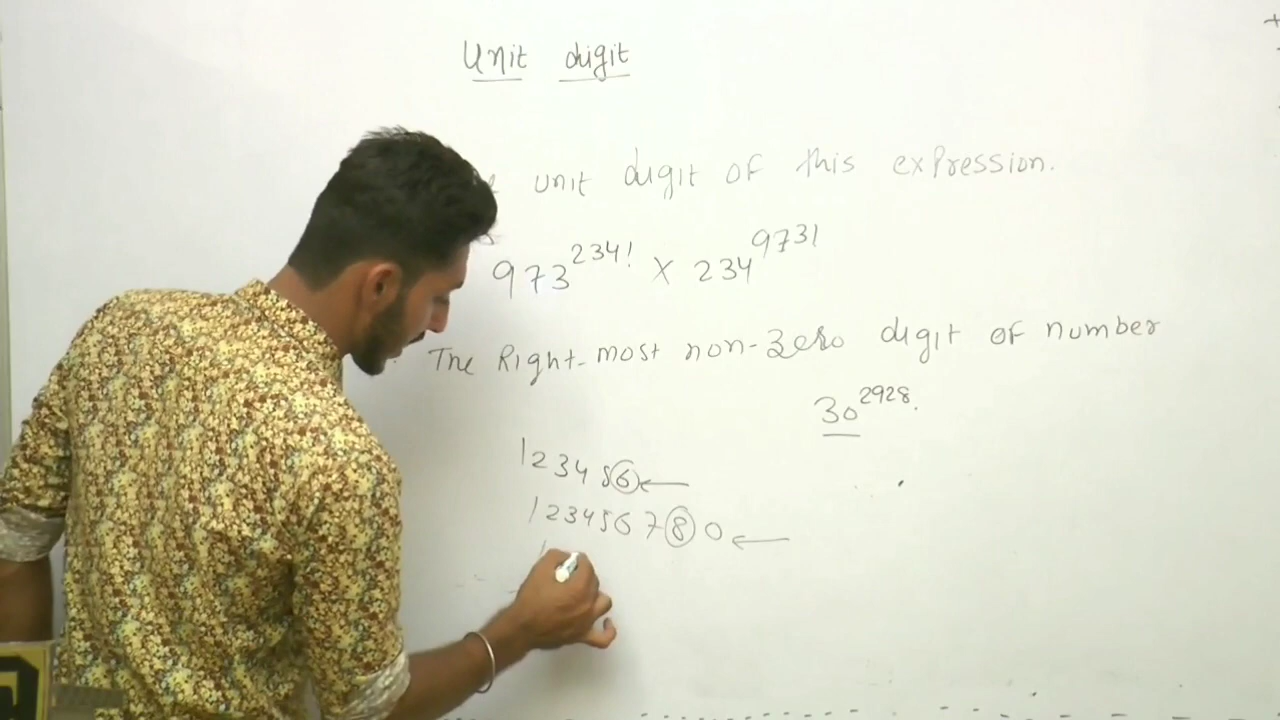 Unit digit
unit digit of this expression.
973^234! × 234^9731
The Right-most non-zero digit of number
30^2928.
123456
123456780